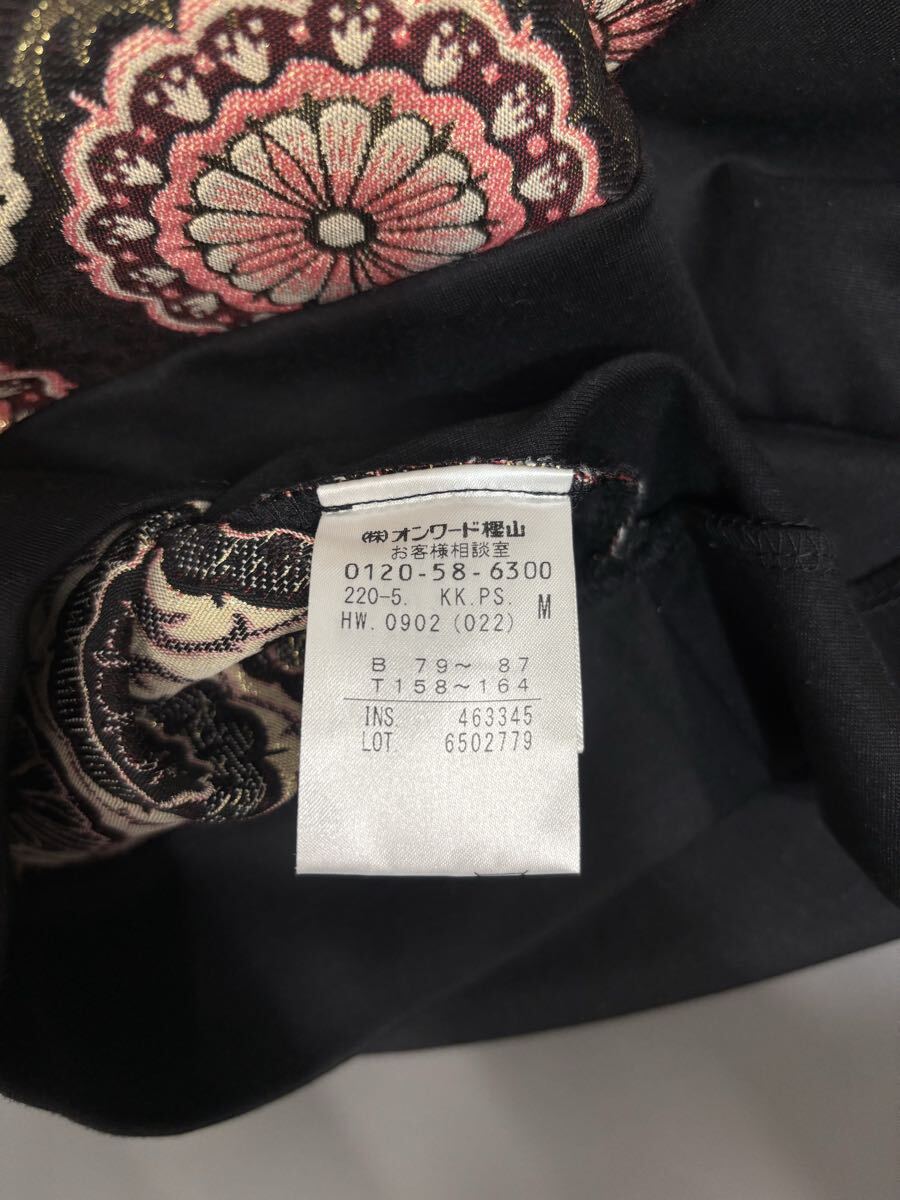 ㈱オンワード樫山
お客様相談室
0120-58-6300
220-5. KK.PS. M
HW. 0902 (022)
B 79～ 87
T158～164
INS. 463345
LOT. 6502779